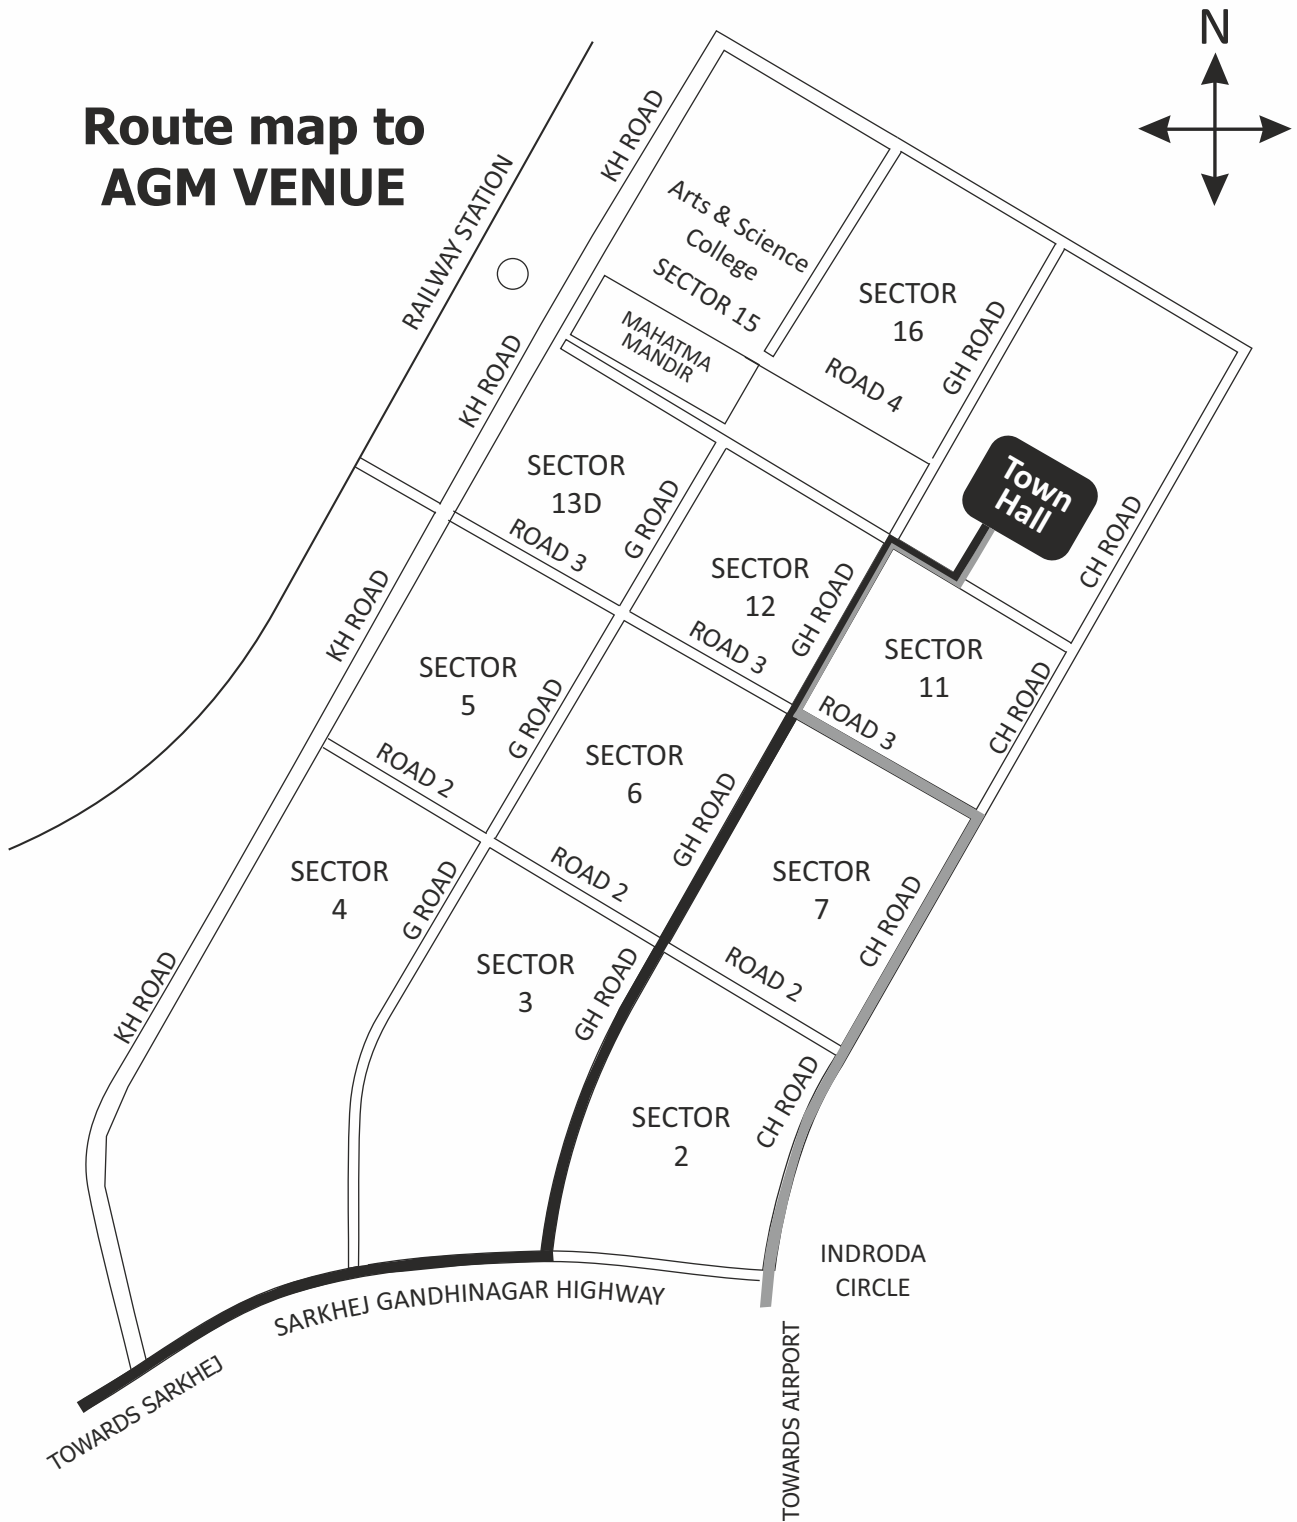 N
Route map to
AGM VENUE
KH ROAD
RAILWAY STATION
Arts & Science
College
SECTOR 15
MAHATMA
MANDIR
SECTOR
16
ROAD 4
GH ROAD
KH ROAD
Town
Hall
SECTOR
13D
ROAD 3
G ROAD
CH ROAD
SECTOR
12
ROAD 3
GH ROAD
KH ROAD
SECTOR
11
ROAD 3
CH ROAD
SECTOR
5
ROAD 2
G ROAD
SECTOR
6
ROAD 2
GH ROAD
SECTOR
7
ROAD 2
CH ROAD
SECTOR
4
G ROAD
KH ROAD
SECTOR
3
GH ROAD
SECTOR
2
CH ROAD
INDRODA
CIRCLE
SARKHEJ GANDHINAGAR HIGHWAY
TOWARDS SARKHEJ
TOWARDS AIRPORT